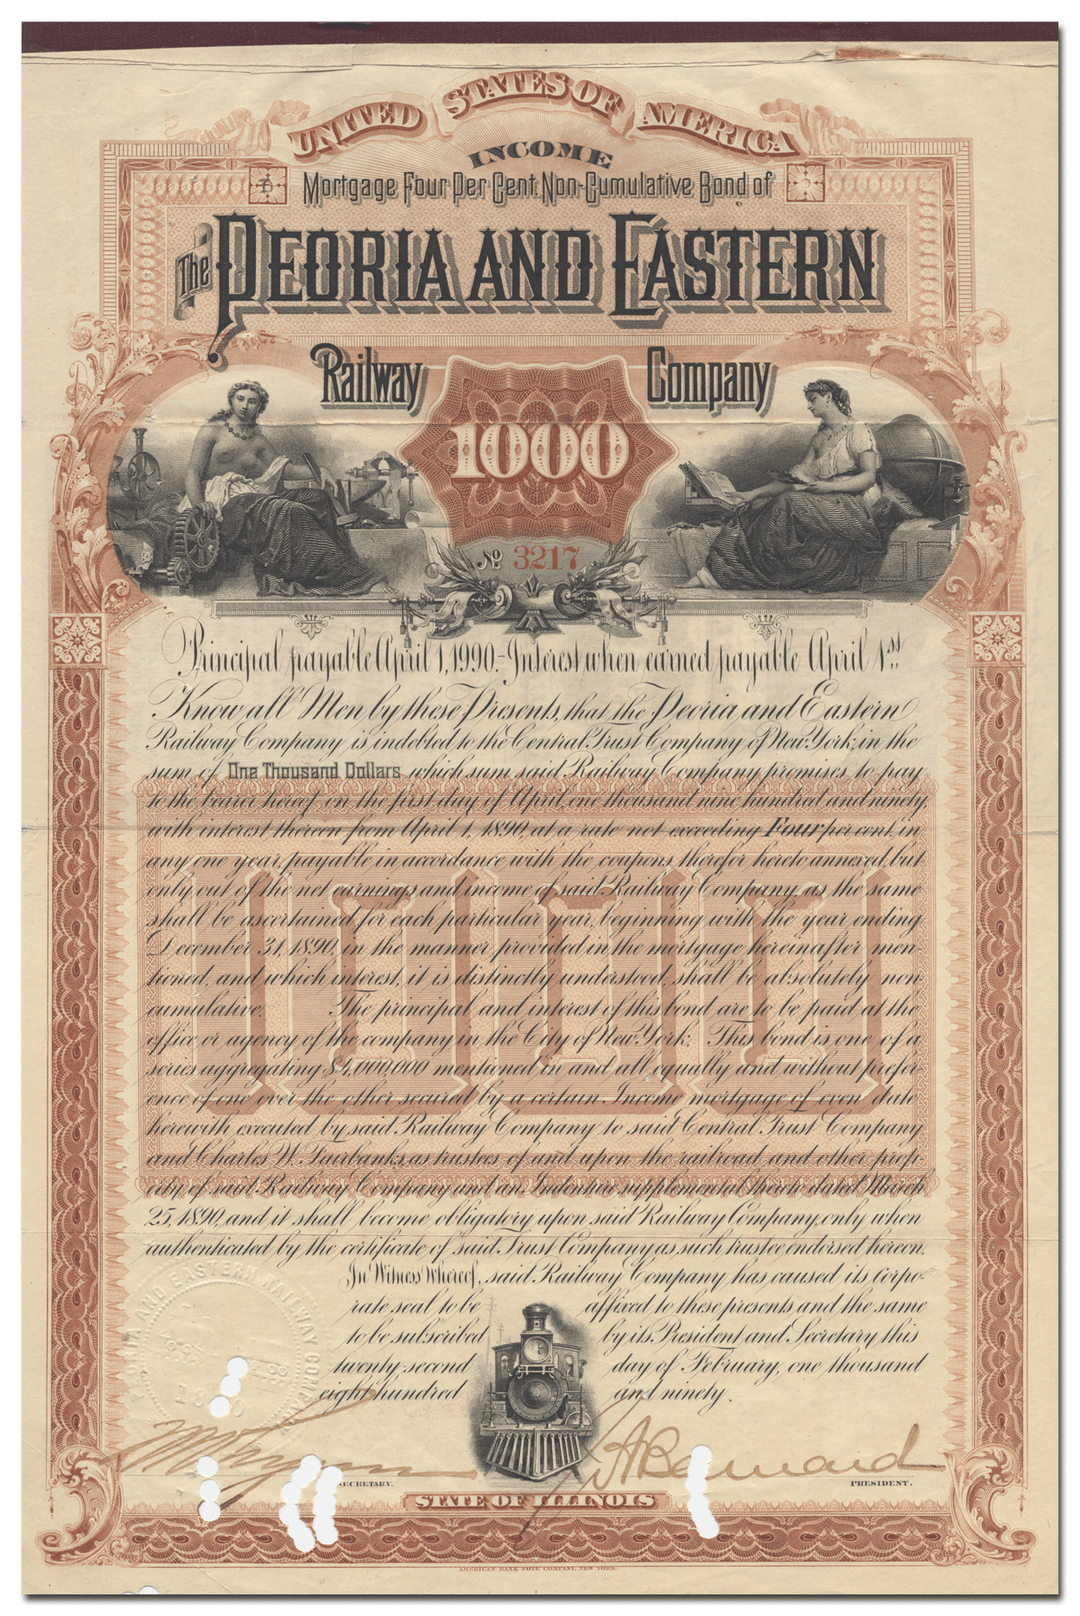 UNITED STATES OF AMERICA
INCOME
Mortgage Four Per Cent. Non-Cumulative Bond of
The PEORIA AND EASTERN
Railway Company
1000
No 3217
Principal payable April 1, 1990.–Interest when earned payable April 1st
Know all Men by these Presents, that the Peoria and Eastern
Railway Company is indebted to the Central Trust Company of New York, in the
sum of One Thousand Dollars which sum said Railway Company promises to pay
to the bearer hereof on the first day of April, one thousand nine hundred and ninety,
with interest thereon from April 1, 1890, at a rate not exceeding Four per cent, in
any one year, payable in accordance with the coupons therefor hereto annexed, but
only out of the net earnings and income of said Railway Company, as the same
shall be ascertained for each particular year, beginning with the year ending
December 31, 1890, in the manner provided in the mortgage hereinafter men-
tioned, and which interest, it is distinctly understood, shall be absolutely non-
cumulative. The principal and interest of this bond are to be paid at the
office or agency of the company in the City of New York. This bond is one of a
series aggregating $4,000,000 mentioned in and all equally and without prefer-
ence of one over the other secured by a certain Income mortgage of even date
herewith executed by said Railway Company to said Central Trust Company
and Charles W. Fairbanks, as trustees of and upon the railroad and other prop-
erty of said Railway Company and an Indenture supplemental thereto dated March
25, 1890, and it shall become obligatory upon said Railway Company, only when
authenticated by the certificate of said Trust Company as such trustee endorsed hereon.
In Witness Whereof, said Railway Company has caused its corpo-
rate seal to be affixed to these presents and the same
to be subscribed by its President and Secretary this
twenty-second day of February, one thousand
eight hundred and ninety.
SECRETARY. PRESIDENT.
STATE OF ILLINOIS
AMERICAN BANK NOTE COMPANY, NEW YORK.